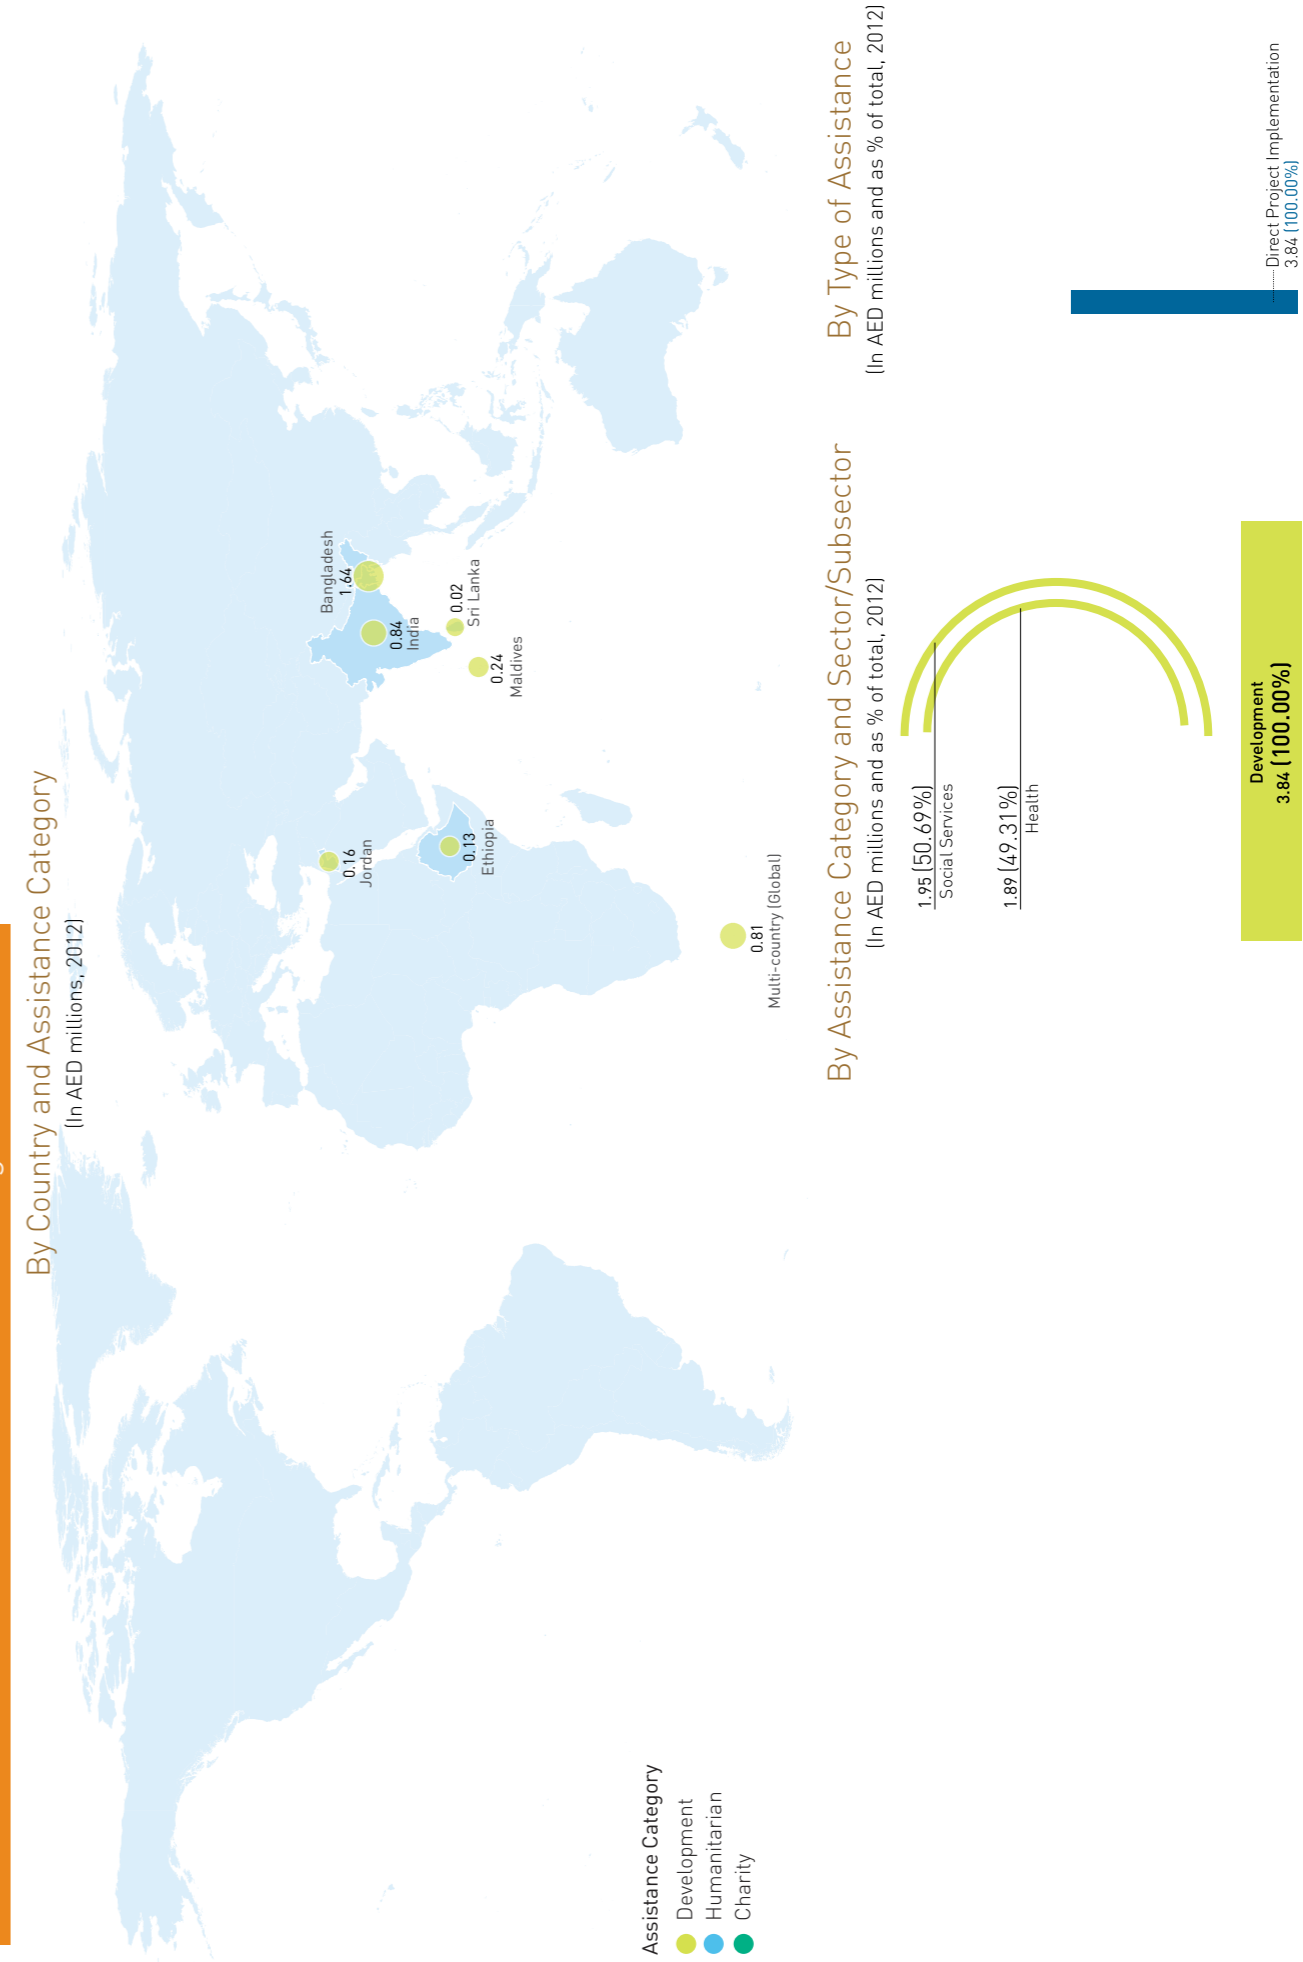 By Country and Assistance Category
(In AED millions, 2012)
Bangladesh
1.64
0.84
India
0.02
Sri Lanka
0.24
Maldives
0.16
Jordan
0.13
Ethiopia
0.81
Multi-country (Global)
Assistance Category
Development
Humanitarian
Charity
By Assistance Category and Sector/Subsector
(In AED millions and as % of total, 2012)
1.95 (50.69%)
Social Services
1.89 (49.31%)
Health
Development
3.84 (100.00%)
By Type of Assistance
(In AED millions and as % of total, 2012)
Direct Project Implementation
3.84 (100.00%)